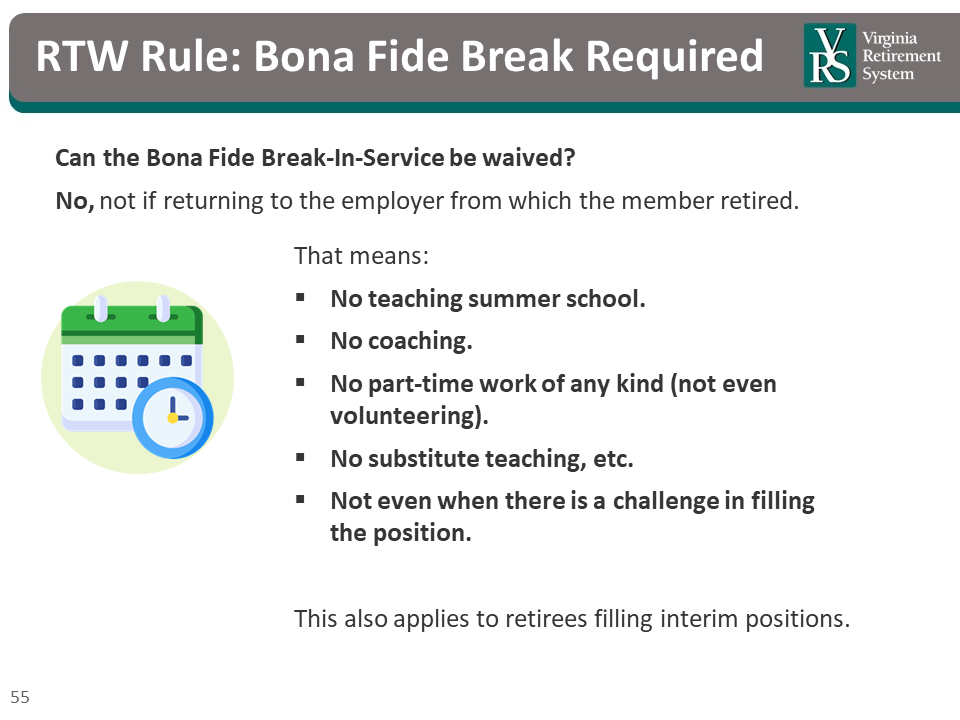 RTW Rule: Bona Fide Break Required
VRS
Virginia
Retirement
System
Can the Bona Fide Break-In-Service be waived?
No, not if returning to the employer from which the member retired.
That means:
▪ No teaching summer school.
▪ No coaching.
▪ No part-time work of any kind (not even
volunteering).
▪ No substitute teaching, etc.
▪ Not even when there is a challenge in filling
the position.
This also applies to retirees filling interim positions.
55